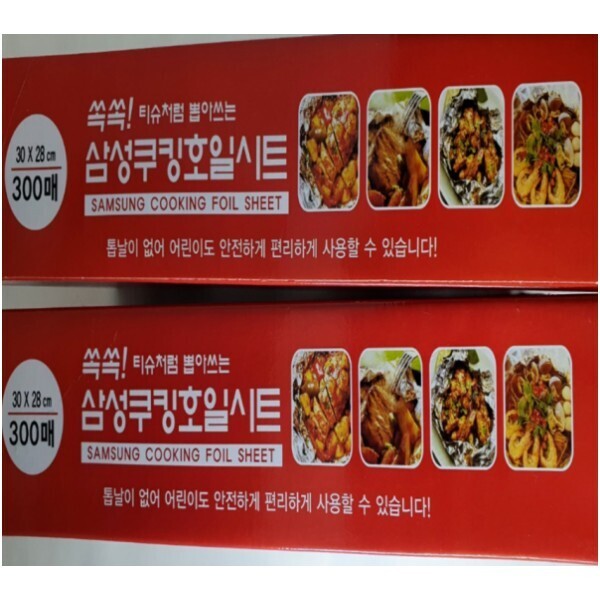 30 X 28 cm
300매
쏙쏙! 티슈처럼 뽑아쓰는
삼성쿠킹호일시트
SAMSUNG COOKING FOIL SHEET
톱날이 없어 어린이도 안전하게 편리하게 사용할 수 있습니다!
30 X 28 cm
300매
쏙쏙! 티슈처럼 뽑아쓰는
삼성쿠킹호일시트
SAMSUNG COOKING FOIL SHEET
톱날이 없어 어린이도 안전하게 편리하게 사용할 수 있습니다!